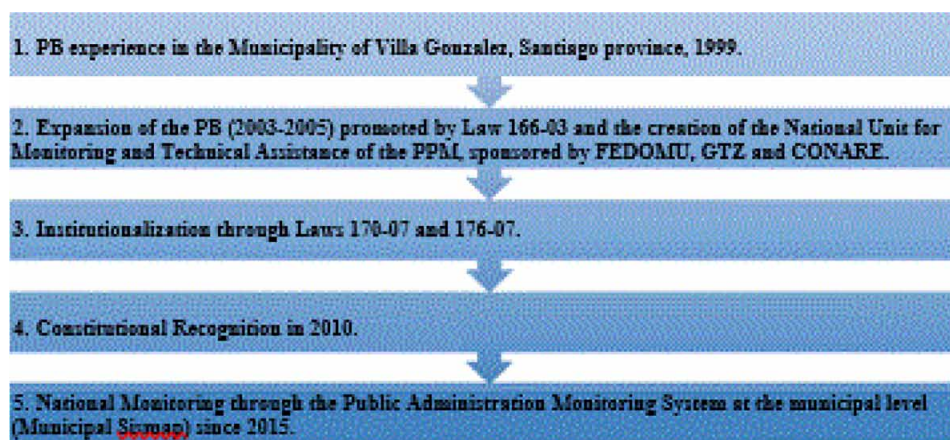 1. PB experience in the Municipality of Villa Gonzalez, Santiago province, 1999.
2. Expansion of the PB (2003-2005) promoted by Law 166-03 and the creation of the National Unit for
Monitoring and Technical Assistance of the PPM, sponsored by FEDOMU, GTZ and CONARE.
3. Institutionalization through Laws 170-07 and 176-07.
4. Constitutional Recognition in 2010.
5. National Monitoring through the Public Administration Monitoring System at the municipal level
(Municipal Sismap) since 2015.